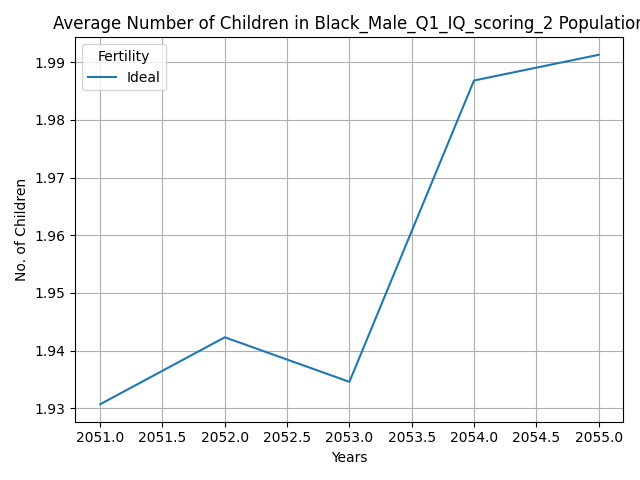 Average Number of Children in Black_Male_Q1_IQ_scoring_2 Population
Fertility
Ideal
1.99
1.98
1.97
1.96
1.95
1.94
1.93
No. of Children
2051.0 2051.5 2052.0 2052.5 2053.0 2053.5 2054.0 2054.5 2055.0
Years